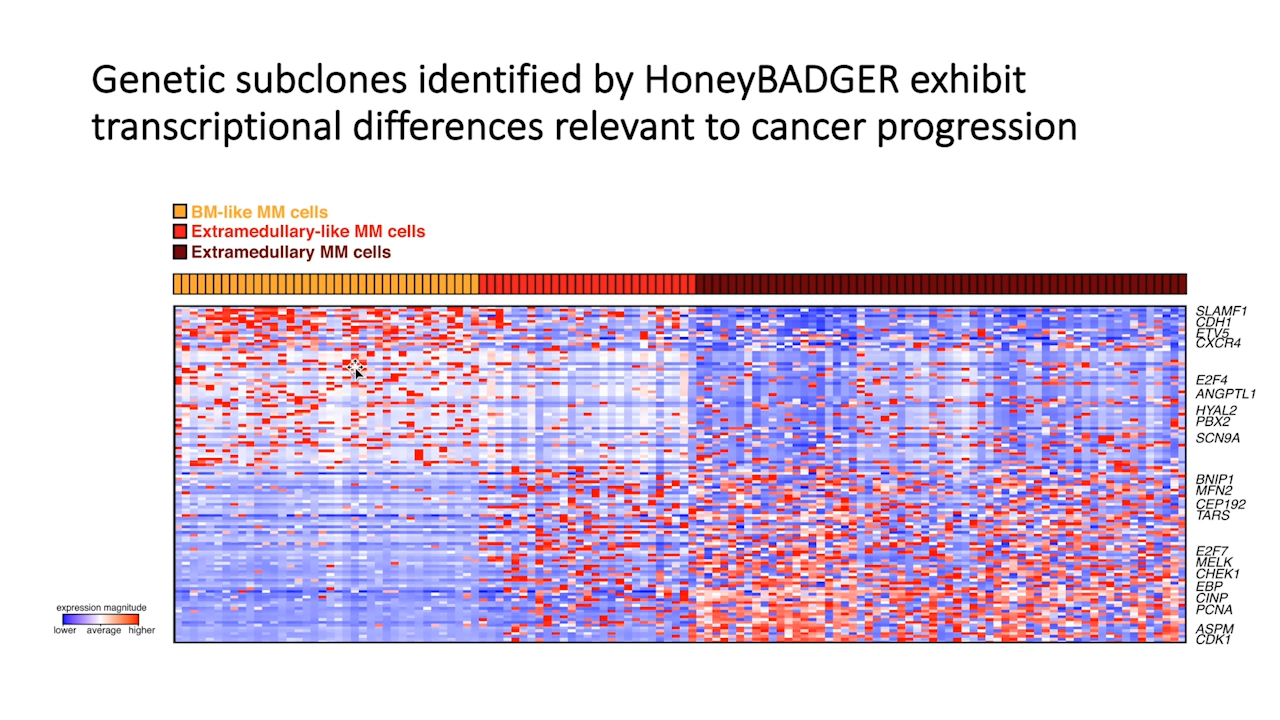 Genetic subclones identified by HoneyBADGER exhibit
transcriptional differences relevant to cancer progression
BM-like MM cells
Extramedullary-like MM cells
Extramedullary MM cells
SLAMF1
CDH1
ETV5
CXCR4
E2F4
ANGPTL1
HYAL2
PBX2
SCN9A
BNIP1
MFN2
CEP192
TARS
E2F7
MELK
CHEK1
EBP
CINP
PCNA
ASPM
CDK1
expression magnitude
lower average higher